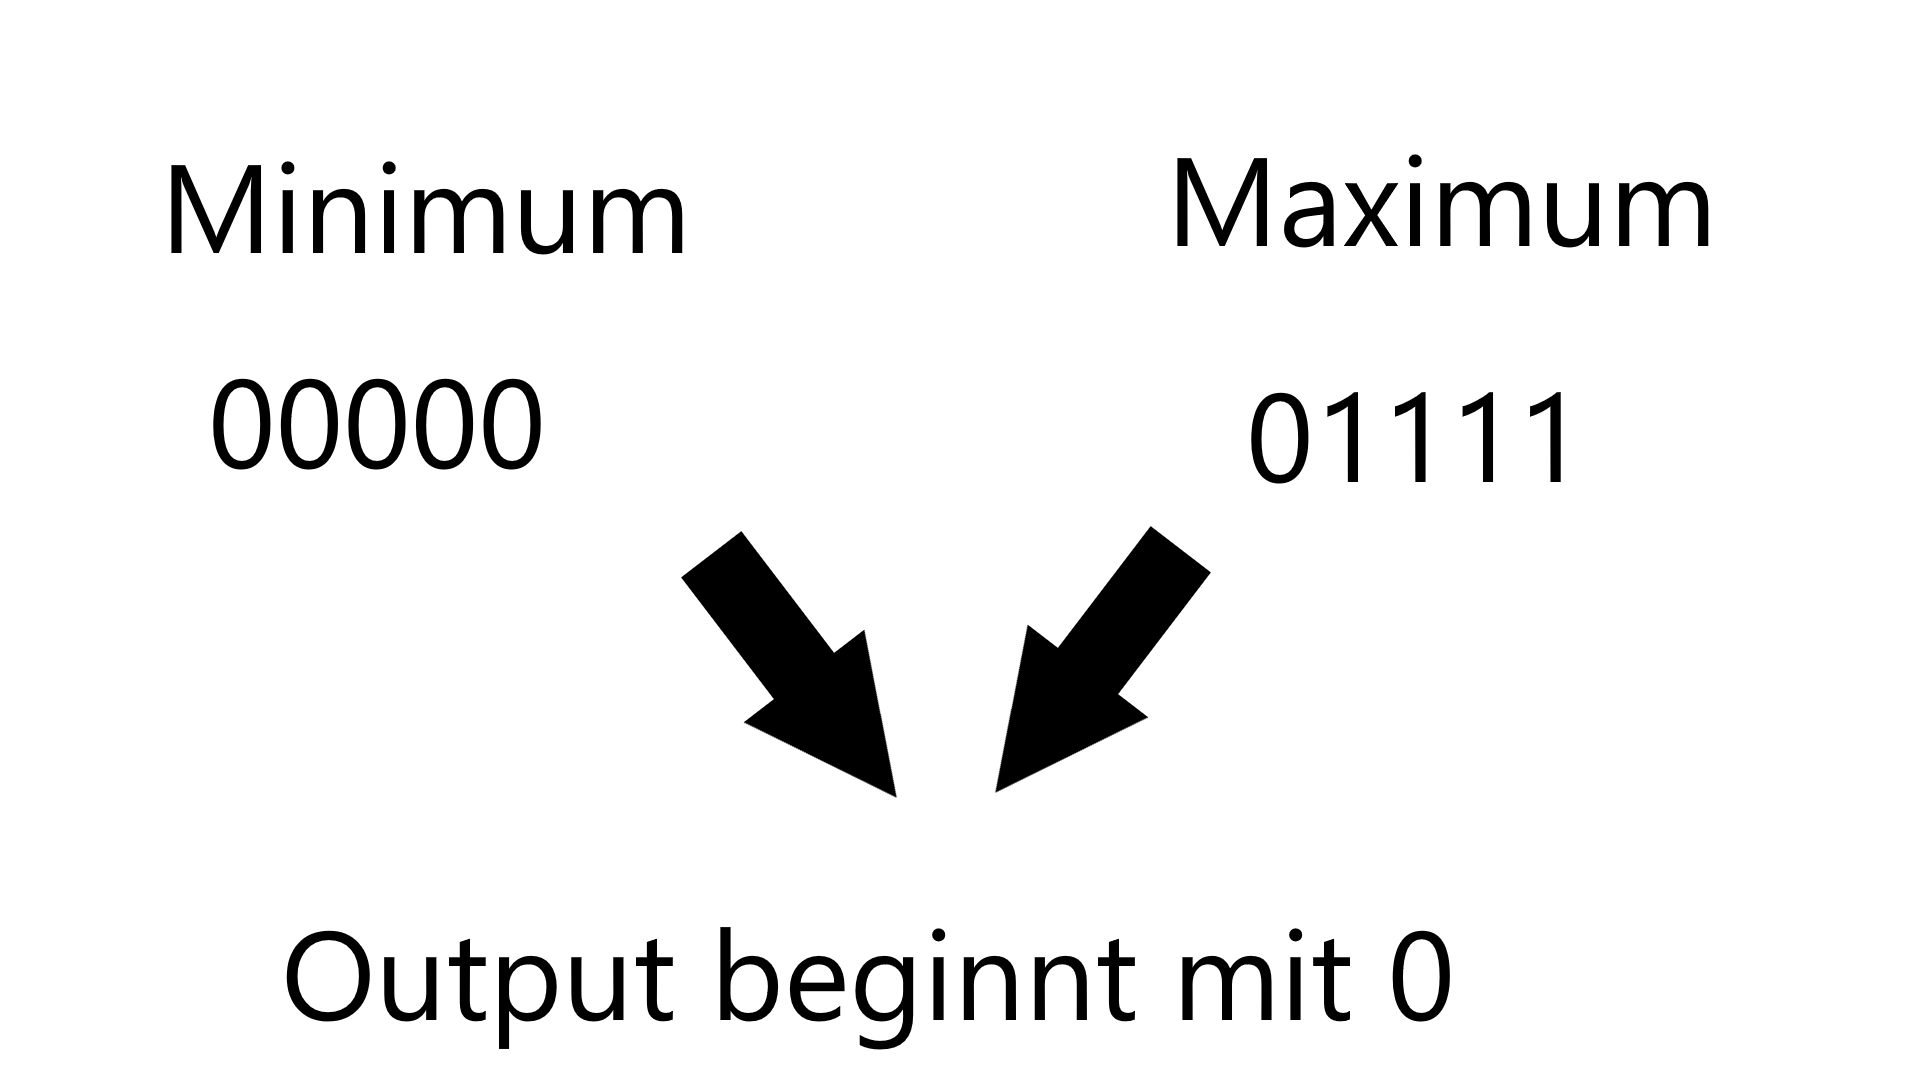 Minimum
Maximum
00000
01111
Output beginnt mit 0